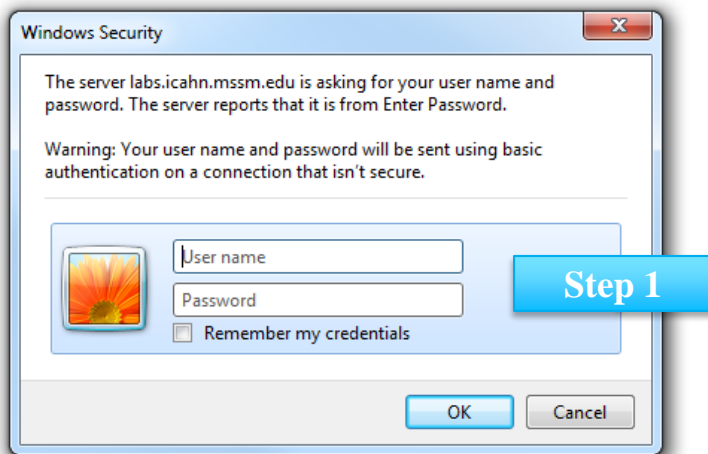 Windows Security
The server labs.icahn.mssm.edu is asking for your user name and
password. The server reports that it is from Enter Password.
Warning: Your user name and password will be sent using basic
authentication on a connection that isn't secure.
User name
Step 1
Password
Remember my credentials
OK
Cancel